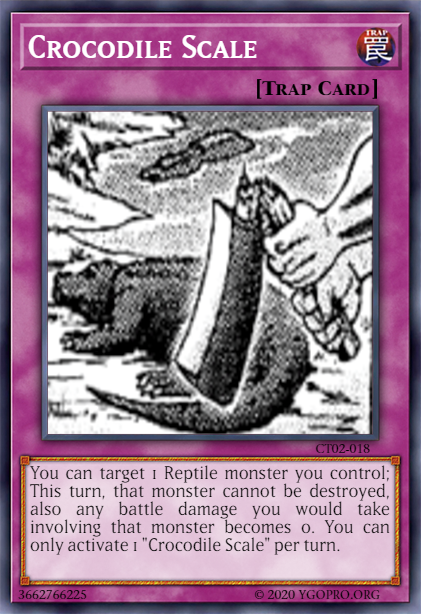 Crocodile Scale
TRAP
罠
[Trap Card]
CT02-018
You can target 1 Reptile monster you control;
This turn, that monster cannot be destroyed,
also any battle damage you would take
involving that monster becomes 0. You can
only activate 1 "Crocodile Scale" per turn.
3662766225
© 2020 YGOPRO.ORG